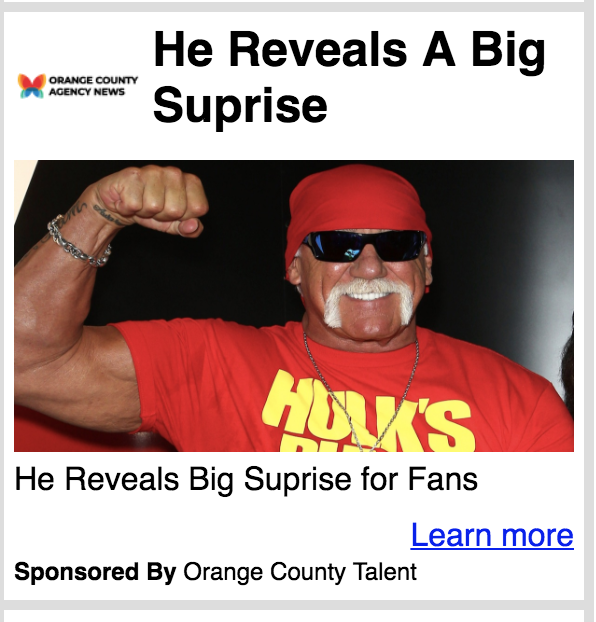 ORANGE COUNTY
AGENCY NEWS
He Reveals A Big
Suprise
HULK'S
He Reveals Big Suprise for Fans
Learn more
Sponsored By Orange County Talent